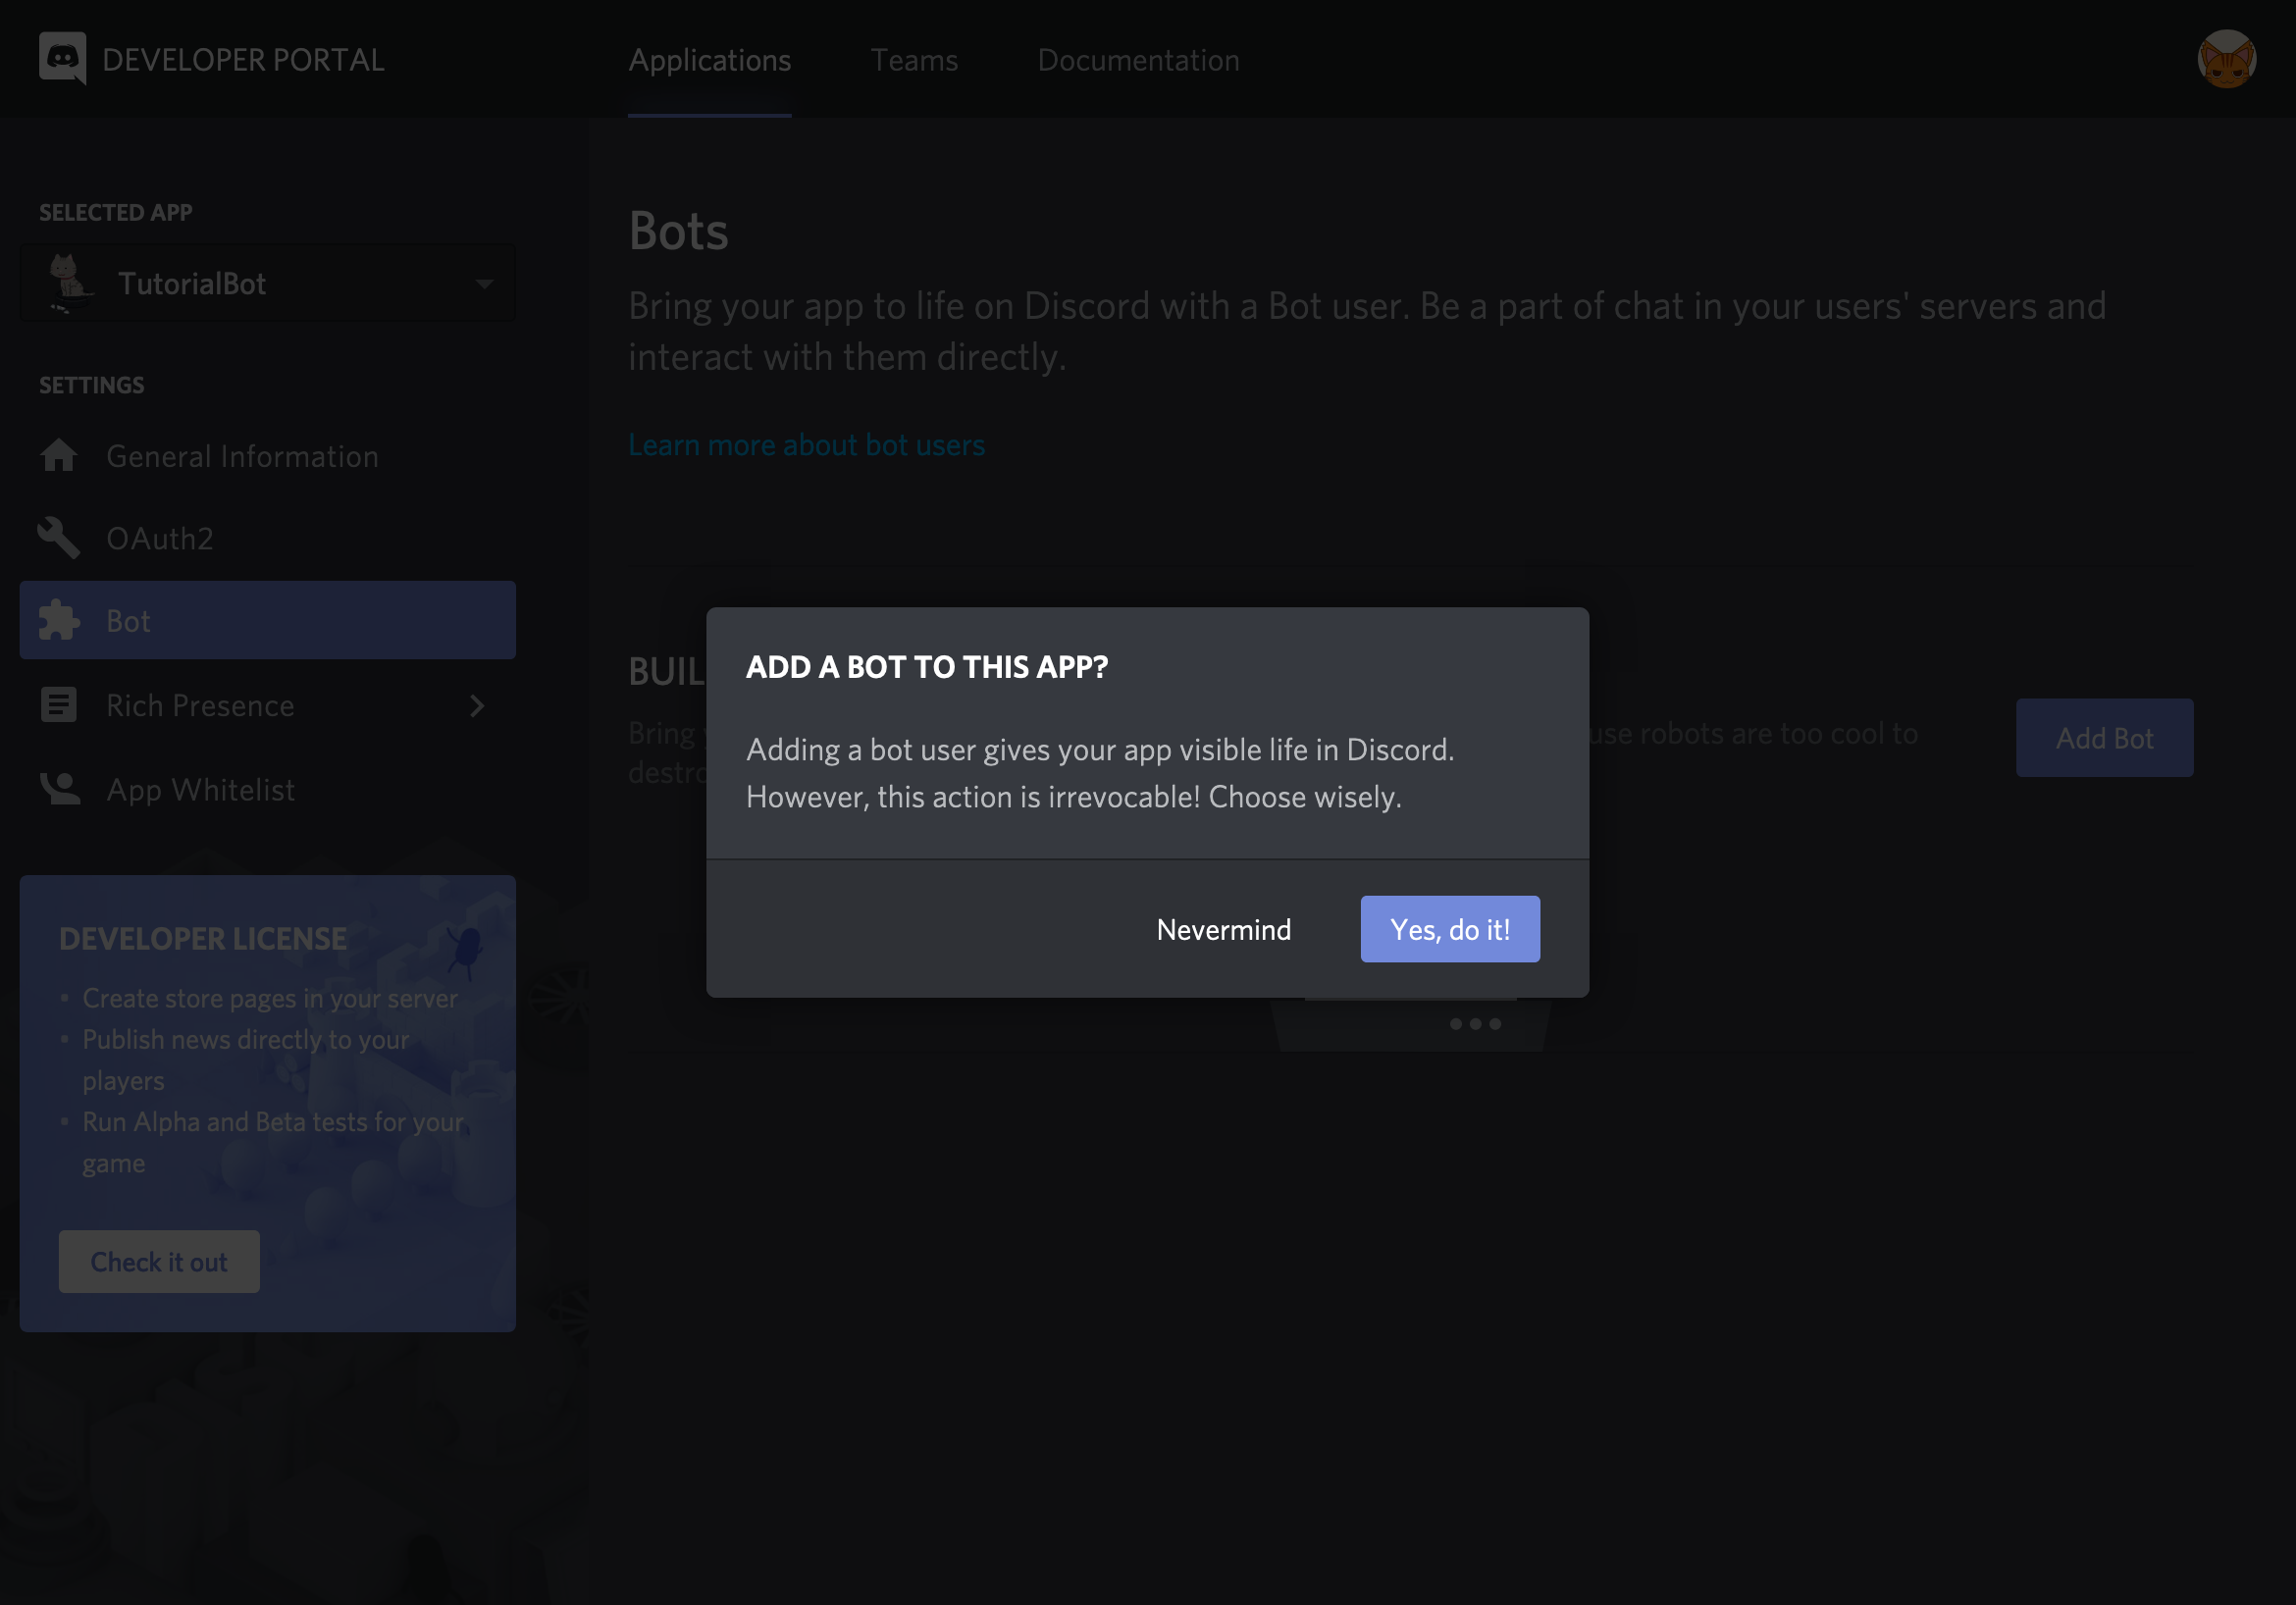 DEVELOPER PORTAL
Applications
Teams
Documentation
SELECTED APP
TutorialBot
SETTINGS
General Information
OAuth2
Bot
Rich Presence
App Whitelist
DEVELOPER LICENSE
Create store pages in your server
Publish news directly to your
players
Run Alpha and Beta tests for your
game
Check it out
Bots
Bring your app to life on Discord with a Bot user. Be a part of chat in your users' servers and
interact with them directly.
Learn more about bot users
BUIL
Bring
use robots are too cool to
destro
Add Bot
ADD A BOT TO THIS APP?
Adding a bot user gives your app visible life in Discord.
However, this action is irrevocable! Choose wisely.
Nevermind
Yes, do it!